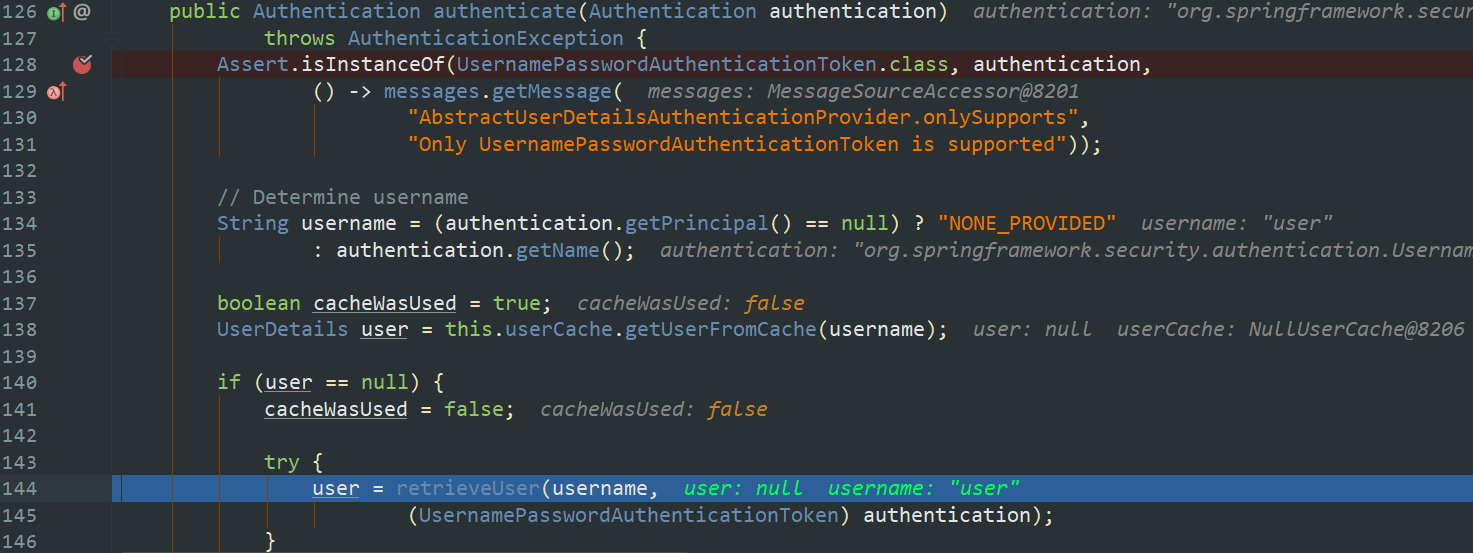 126 @ public Authentication authenticate(Authentication authentication) authentication: "org.springframework.secur
127 throws AuthenticationException {
128 Assert.isInstanceOf(UsernamePasswordAuthenticationToken.class, authentication,
129 () -> messages.getMessage( messages: MessageSourceAccessor@8201
130 "AbstractUserDetailsAuthenticationProvider.onlySupports",
131 "Only UsernamePasswordAuthenticationToken is supported"));
132
133 // Determine username
134 String username = (authentication.getPrincipal() == null) ? "NONE_PROVIDED" username: "user"
135 : authentication.getName(); authentication: "org.springframework.security.authentication.Usernam
136
137 boolean cacheWasUsed = true; cacheWasUsed: false
138 UserDetails user = this.userCache.getUserFromCache(username); user: null userCache: NullUserCache@8206
139
140 if (user == null) {
141 cacheWasUsed = false; cacheWasUsed: false
142
143 try {
144 user = retrieveUser(username, user: null username: "user"
145 (UsernamePasswordAuthenticationToken) authentication);
146 }